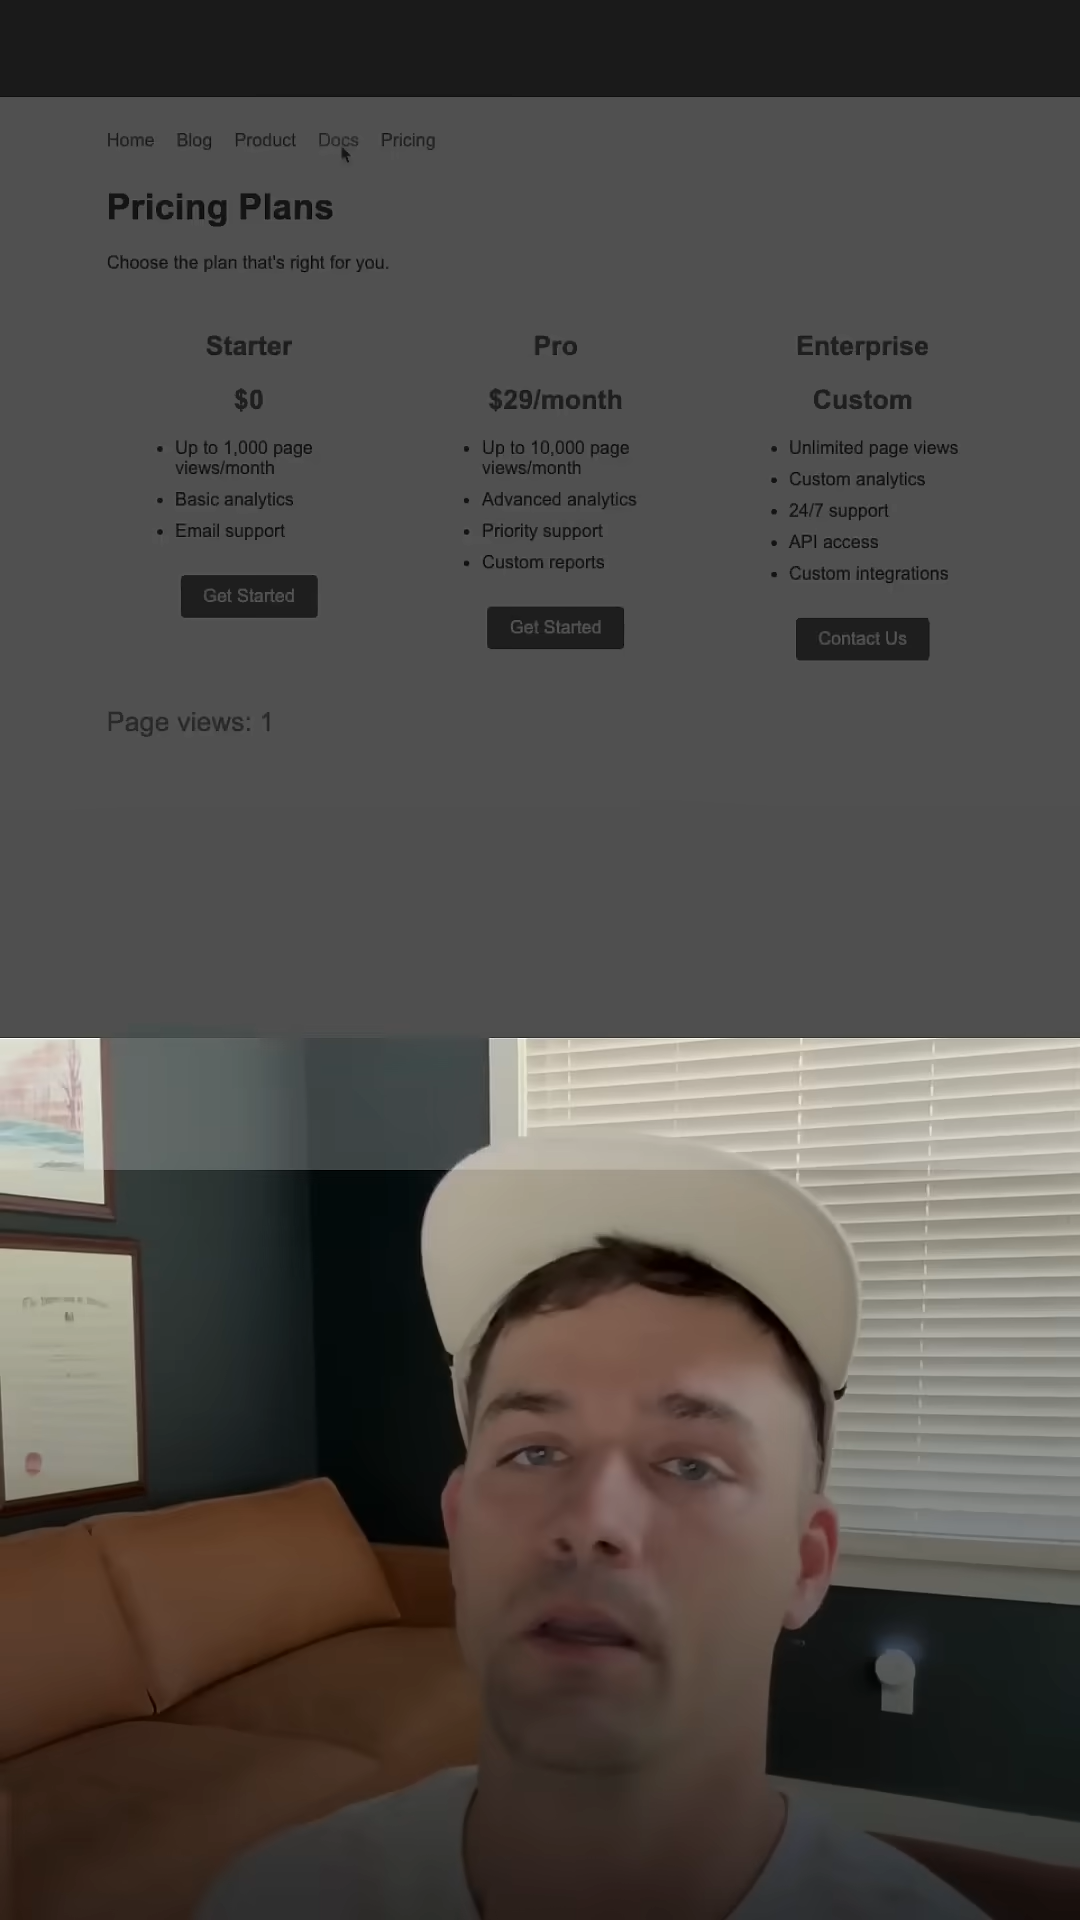 Home Blog Product Docs Pricing
Pricing Plans
Choose the plan that's right for you.
Starter
$0
Up to 1,000 page
views/month
Basic analytics
Email support
Get Started
Pro
$29/month
Up to 10,000 page
views/month
Advanced analytics
Priority support
Custom reports
Get Started
Enterprise
Custom
Unlimited page views
Custom analytics
24/7 support
API access
Custom integrations
Contact Us
Page views: 1